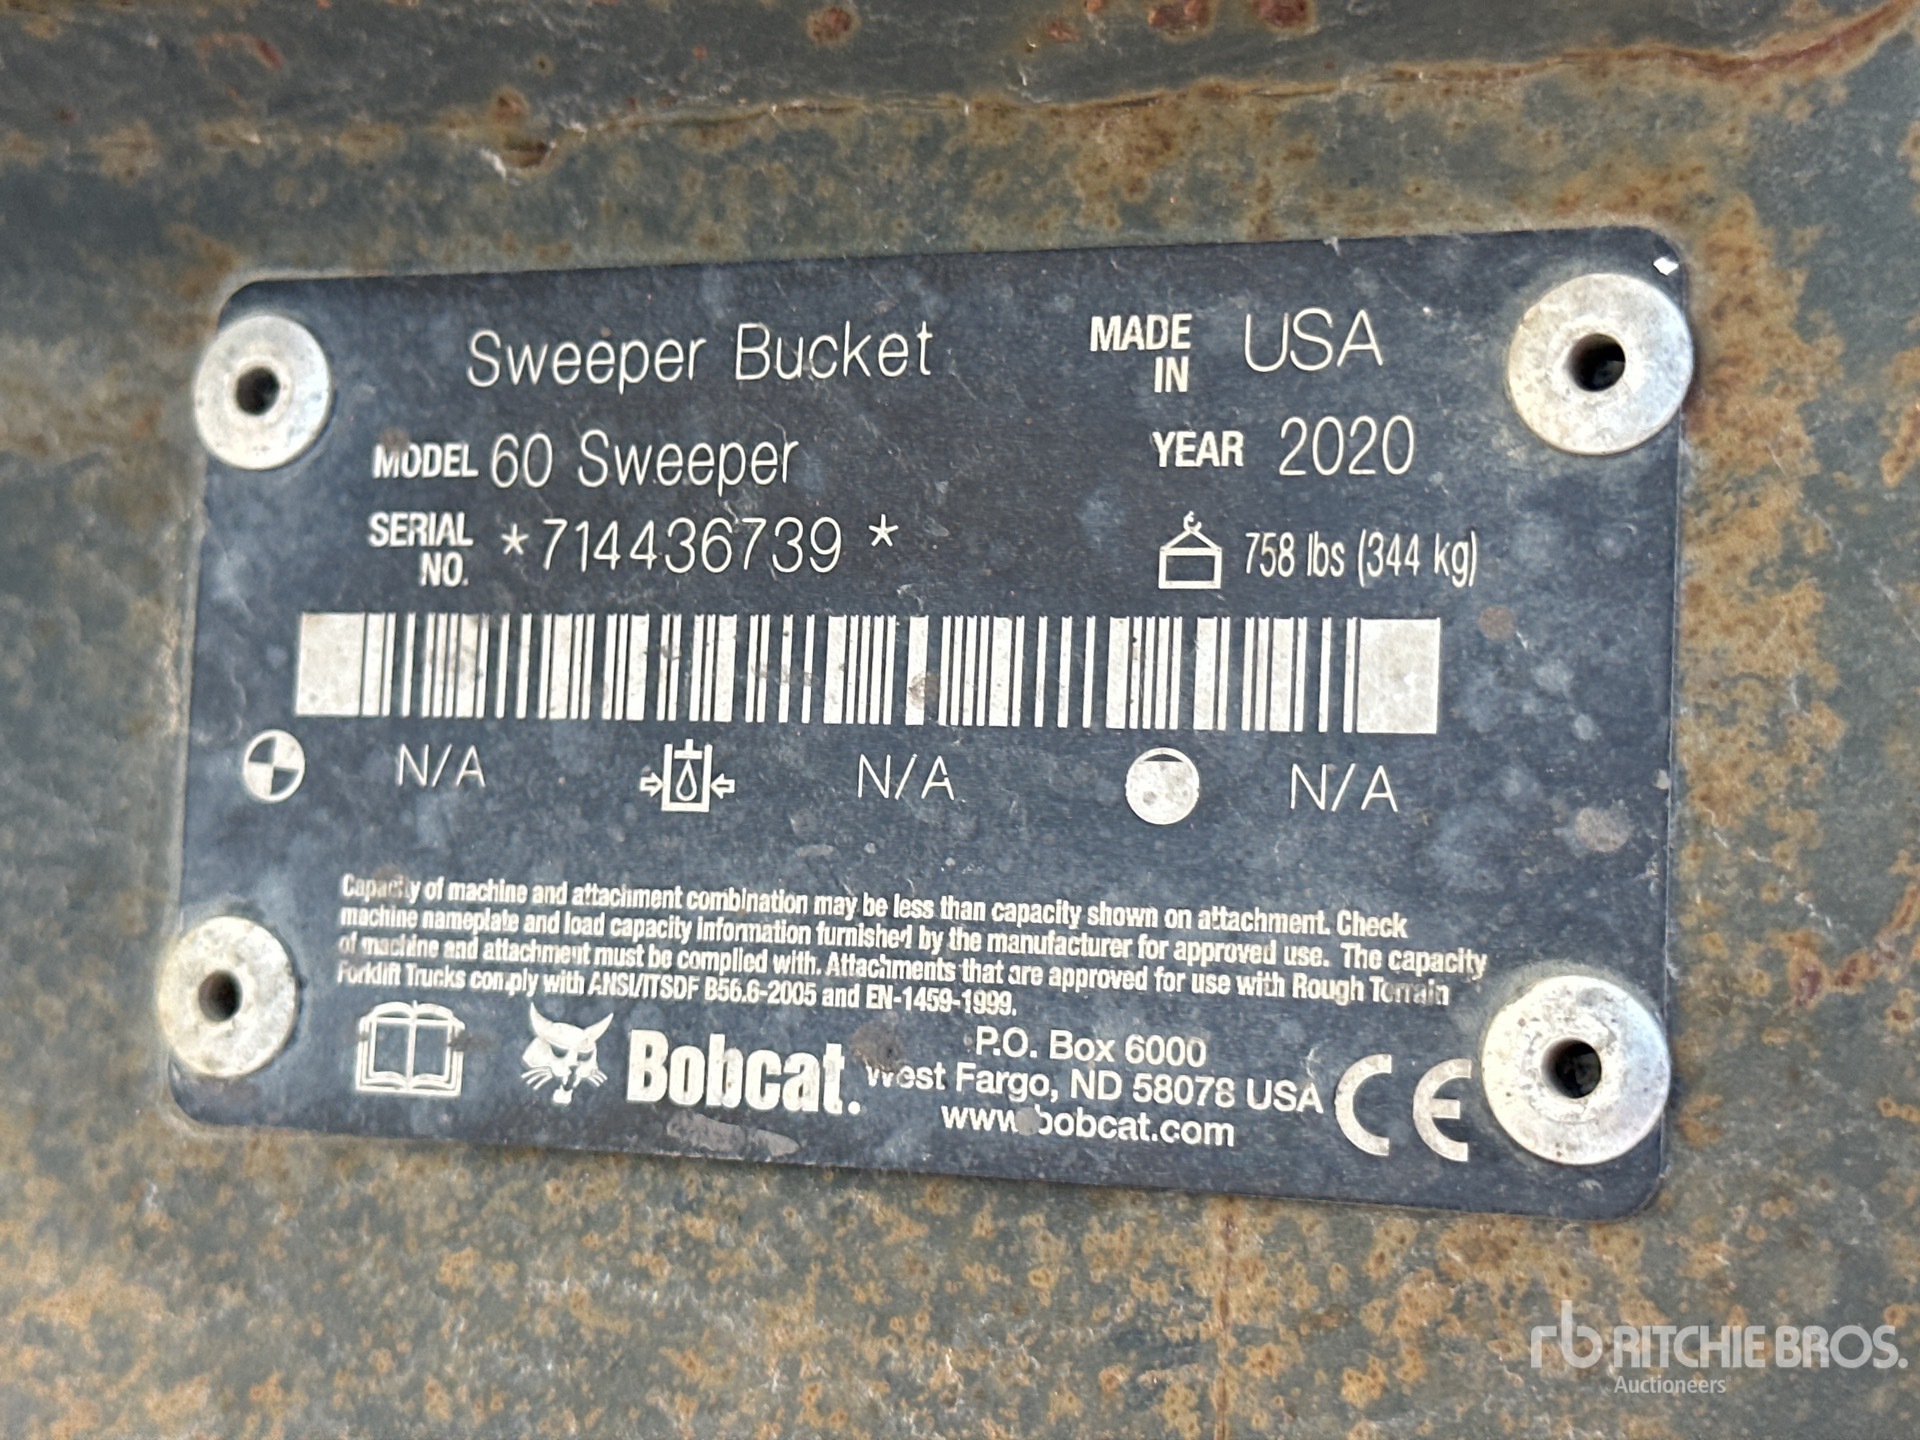 Sweeper Bucket
MADE IN USA
MODEL 60 Sweeper
YEAR 2020
SERIAL NO. *714436739*
758 lbs (344 kg)
N/A N/A N/A
Capacity of machine and attachment combination may be less than capacity shown on attachment. Check
machine nameplate and load capacity information furnished by the manufacturer for approved use. The capacity
of machine and attachment must be complied with. Attachments that are approved for use with Rough Terrain
Forklift Trucks comply with ANSI/ITSDF B56.6-2005 and EN-1459-1999.
Bobcat.
P.O. Box 6000
West Fargo, ND 58078 USA
www.bobcat.com
CE
rb RITCHIE BROS.
Auctioneers